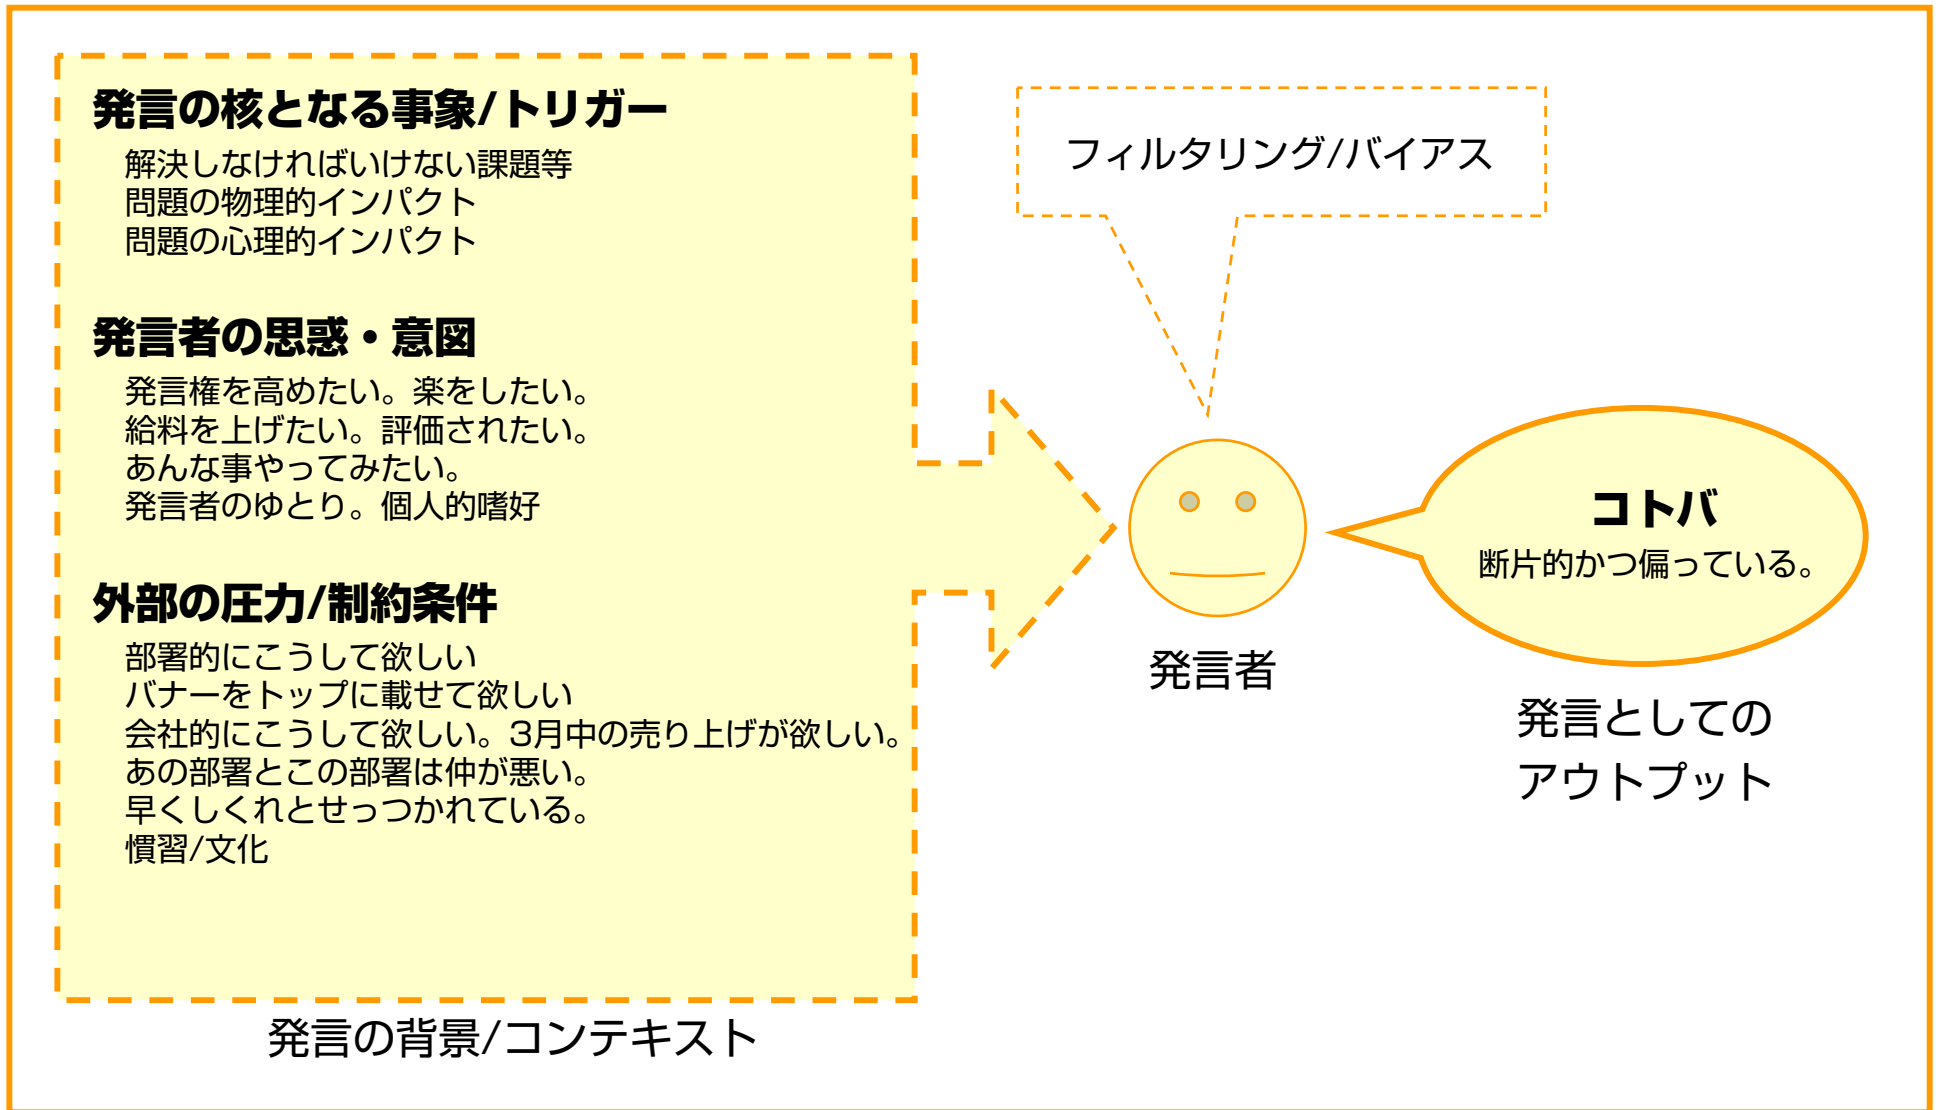 発言の核となる事象/トリガー
解決しなければいけない課題等
問題の物理的インパクト
問題の心理的インパクト
発言者の思惑・意図
発言権を高めたい。楽をしたい。
給料を上げたい。評価されたい。
あんな事やってみたい。
発言者のゆとり。個人的嗜好
外部の圧力/制約条件
部署的にこうして欲しい
バナーをトップに載せて欲しい
会社的にこうして欲しい。3月中の売り上げが欲しい。
あの部署とこの部署は仲が悪い。
早くしくれとせっつかれている。
慣習/文化
発言の背景/コンテキスト
フィルタリング/バイアス
発言者
コトバ
断片的かつ偏っている。
発言としての
アウトプット